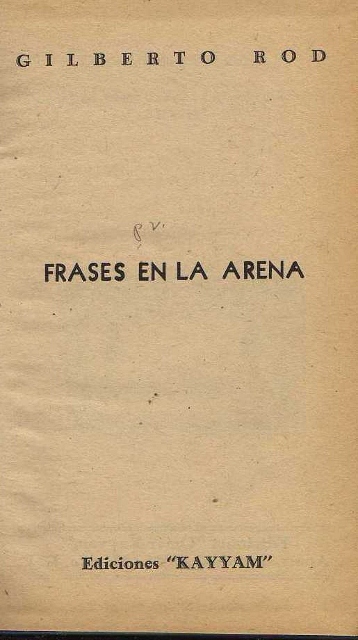 GILBERTO ROD
p v.
FRASES EN LA ARENA
Ediciones "KAYYAM"